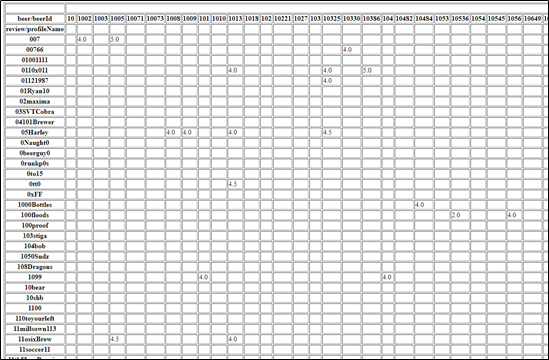 beer/beerId 10 1002 1003 1005 10071 10073 1008 1009 101 1010 1013 1018 102 10221 1027 103 10325 10330 10386 104 10482 10484 1053 10536 1054 10545 1056 10649
review/profileName
007 4.0 5.0
00766 4.0
01001111
0110x011 4.0 4.0 5.0
01121987 4.0
01Ryan10
02maxima
03SVTCobra
04101Brewer
05Harley 4.0 4.0 4.0 4.5
0Naught0
0beerguy0
0runkp0s
0to15
0tt0 4.5
0xFF
1000Bottles 4.0
100floods 2.0 4.0
100proof
103stiga
104bob
1050Sudz
108Dragons
1099 4.0 4.0
10bear
10shb
1100
110toyourleft
11millsown113
11osixBrew 4.5 4.0
11soccer11